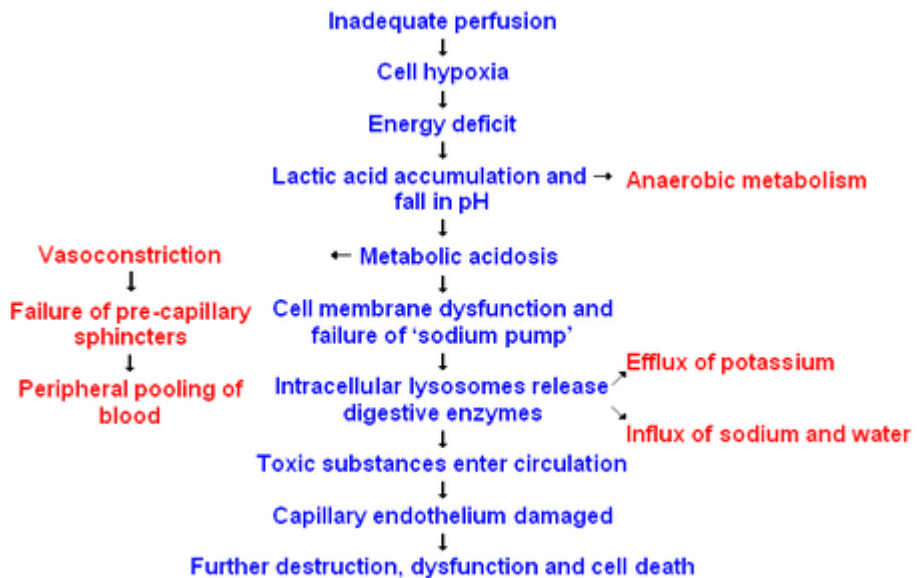 Inadequate perfusion
Cell hypoxia
Energy deficit
Lactic acid accumulation and
fall in pH
Anaerobic metabolism
Vasoconstriction
Metabolic acidosis
Failure of pre-capillary
sphincters
Cell membrane dysfunction and
failure of ‘sodium pump’
Peripheral pooling of
blood
Intracellular lysosomes release
digestive enzymes
Efflux of potassium
Influx of sodium and water
Toxic substances enter circulation
Capillary endothelium damaged
Further destruction, dysfunction and cell death